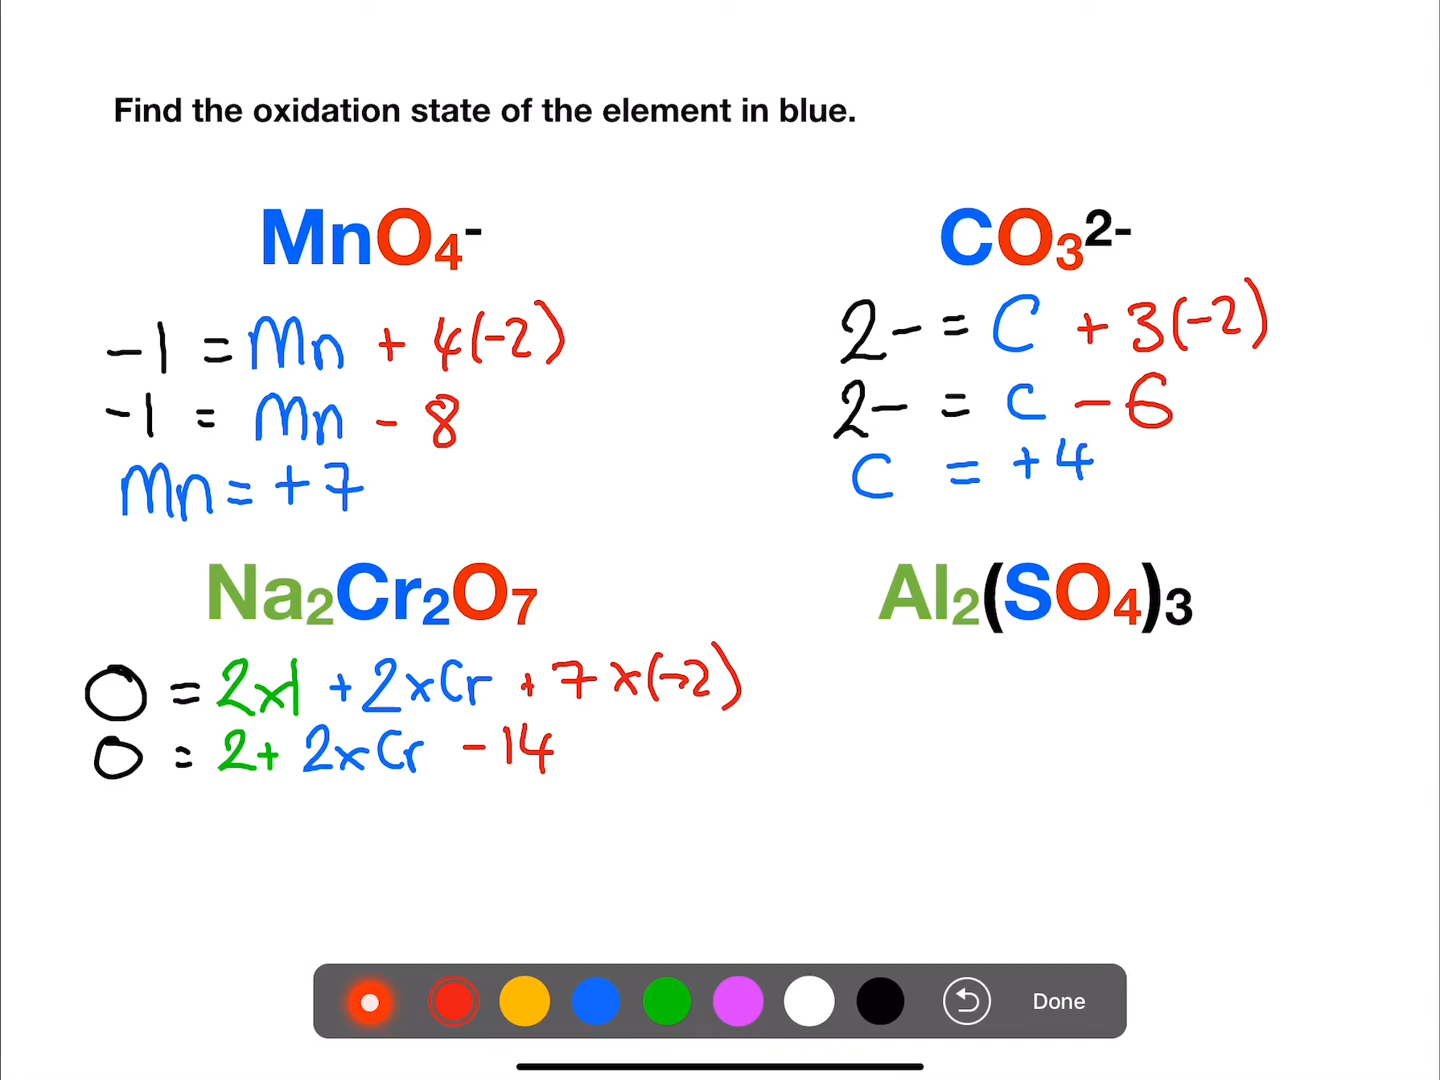 Find the oxidation state of the element in blue.
MnO₄⁻
-1 = Mn + 4(-2)
-1 = Mn - 8
Mn = +7
CO₃²⁻
2- = C + 3(-2)
2- = C - 6
C = +4
Na₂Cr₂O₇
0 = 2x1 + 2xCr + 7x(-2)
0 = 2+ 2xCr -14
Al₂(SO₄)₃
Done